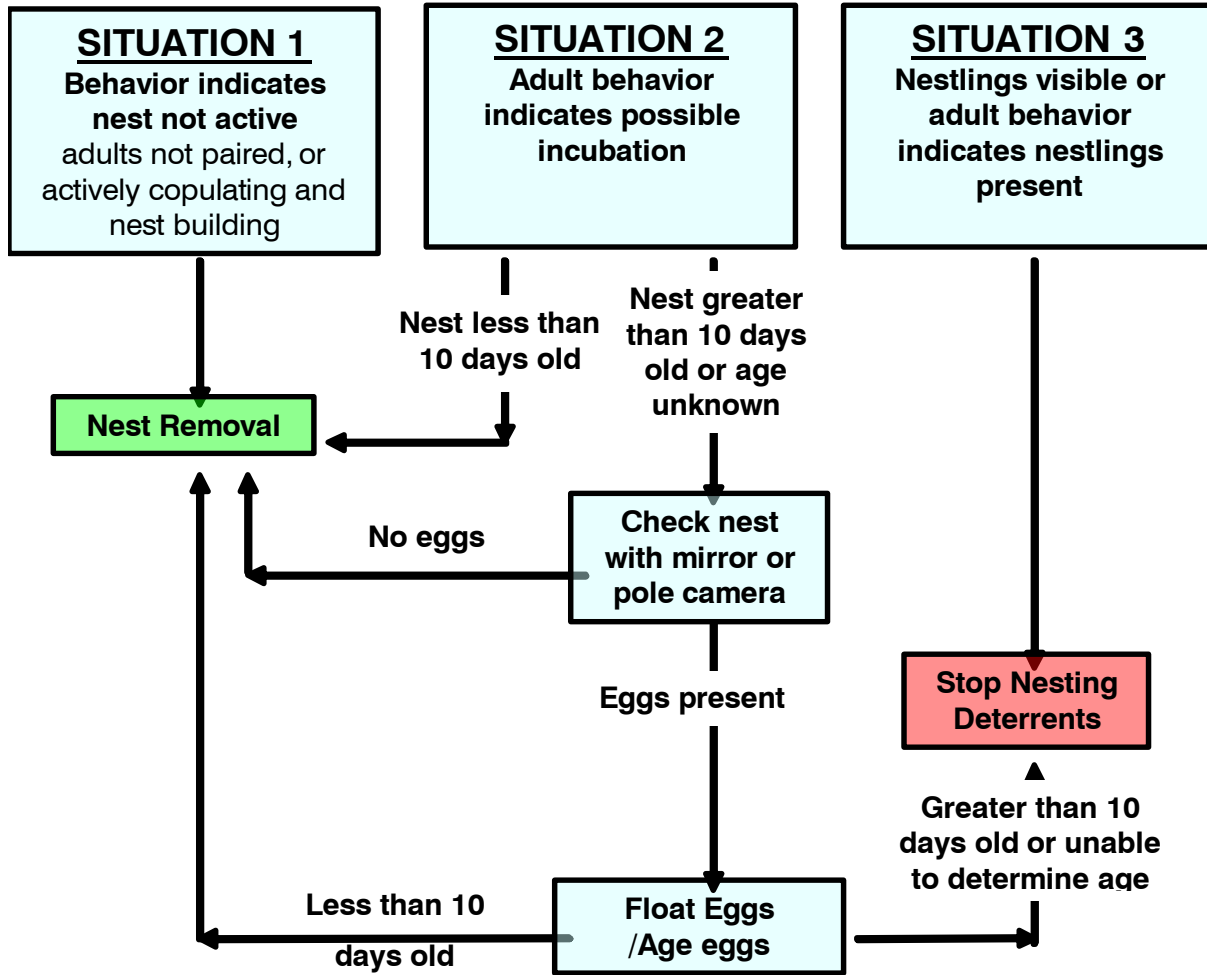 SITUATION 1
Behavior indicates
nest not active
adults not paired, or
actively copulating and
nest building
SITUATION 2
Adult behavior
indicates possible
incubation
SITUATION 3
Nestlings visible or
adult behavior
indicates nestlings
present
Nest less than
10 days old
Nest greater
than 10 days
old or age
unknown
Nest Removal
No eggs
Check nest
with mirror or
pole camera
Eggs present
Stop Nesting
Deterrents
Greater than 10
days old or unable
to determine age
Less than 10
days old
Float Eggs
/Age eggs